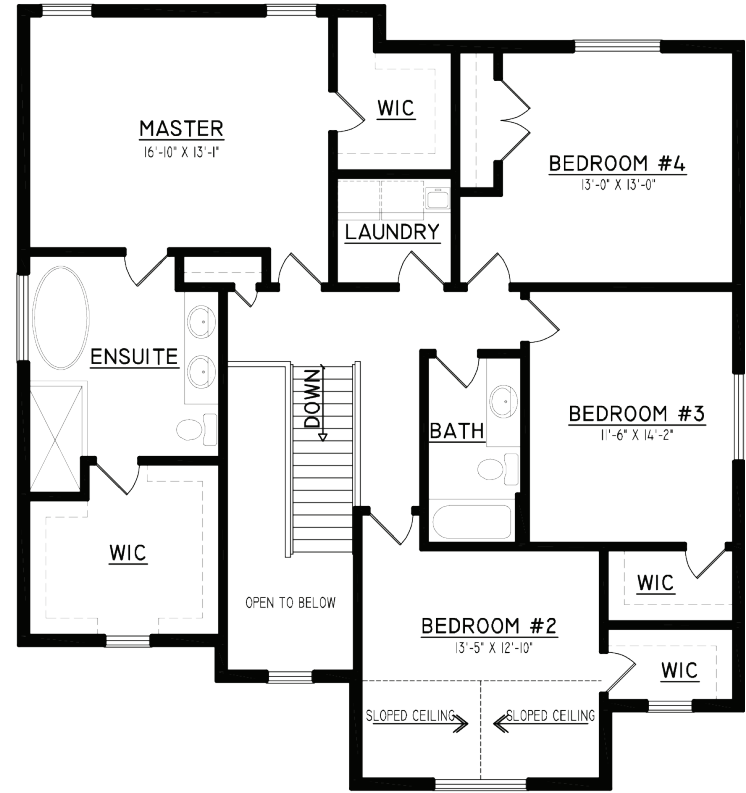 WIC
MASTER
16'-10" X 13'-1"
BEDROOM #4
13'-0" X 13'-0"
LAUNDRY
ENSUITE
DOWN
BEDROOM #3
11'-6" X 14'-2"
BATH
WIC
WIC
OPEN TO BELOW
BEDROOM #2
13'-5" X 12'-10"
WIC
SLOPED CEILING
SLOPED CEILING